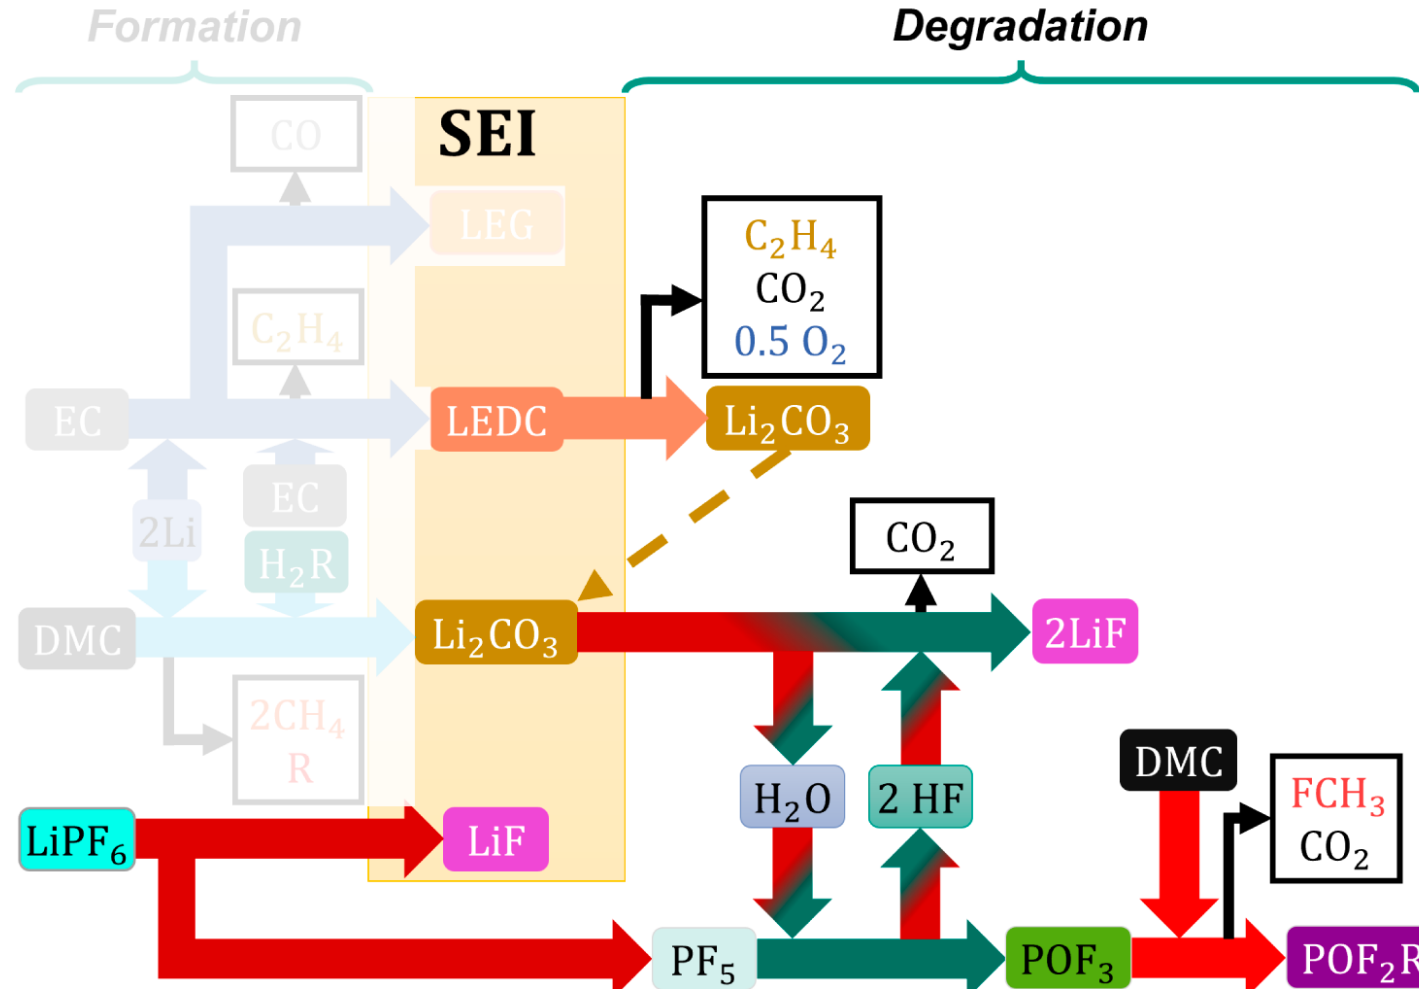 Formation
Degradation
SEI
CO
LEG
C₂H₄
CO₂
0.5 O₂
C₂H₄
EC
LEDC
Li₂CO₃
2Li
EC
H₂R
CO₂
DMC
Li₂CO₃
2LiF
2CH₄
R
DMC
H₂O
2 HF
FCH₃
CO₂
LiPF₆
LiF
PF₅
POF₃
POF₂R